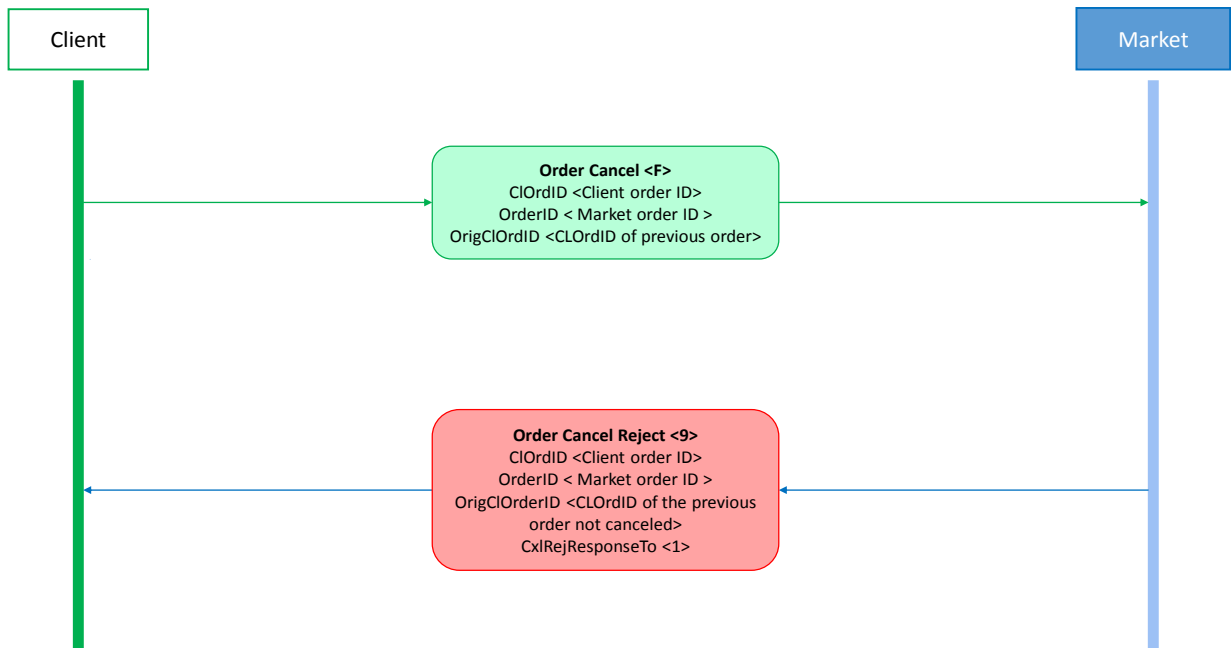 Client
Market
Order Cancel <F>
ClOrdID <Client order ID>
OrderID < Market order ID >
OrigClOrdID <CLOrdID of previous order>
Order Cancel Reject <9>
ClOrdID <Client order ID>
OrderID < Market order ID >
OrigClOrderID <CLOrdID of the previous
order not canceled>
CxlRejResponseTo <1>